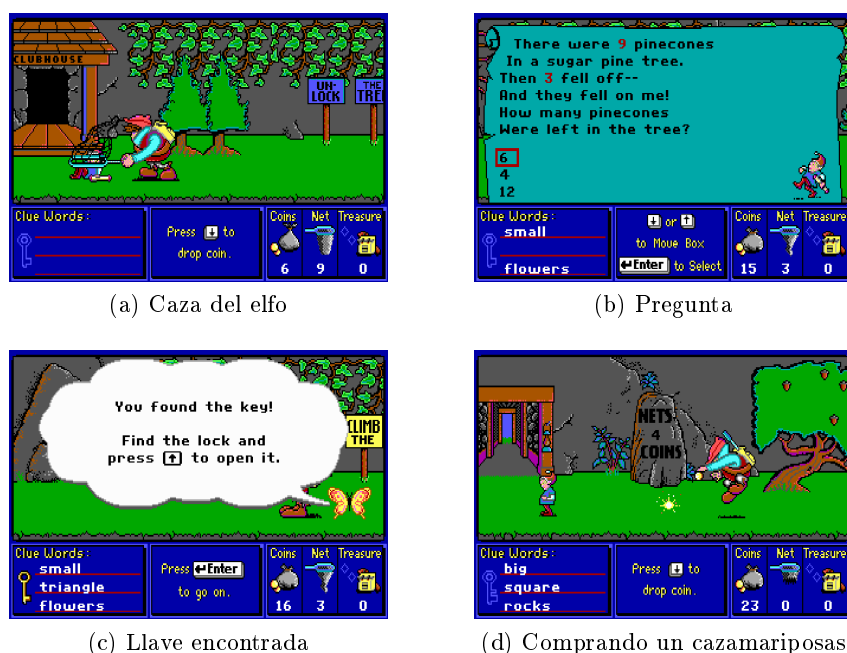 CLUBHOUSE
UN-
LOCK
THE
TREE
Clue Words:
Press ↓ to
drop coin.
Coins Net Treasure
6 9 0
(a) Caza del elfo
There were 9 pinecones
In a sugar pine tree.
Then 3 fell off--
And they fell on me!
How many pinecones
Were left in the tree?
6
4
12
Clue Words:
small
flowers
↓ or ↑
to Move Box
↵Enter to Select
Coins Net Treasure
15 3 0
(b) Pregunta
You found the key!
Find the lock and
press ↑ to open it.
CLIMB
THE
Clue Words:
small
triangle
flowers
Press ↵Enter
to go on.
Coins Net Treasure
16 3 0
(c) Llave encontrada
NETS
4
COINS
Clue Words:
big
square
rocks
Press ↓ to
drop coin.
Coins Net Treasure
23 0 0
(d) Comprando un cazamariposas